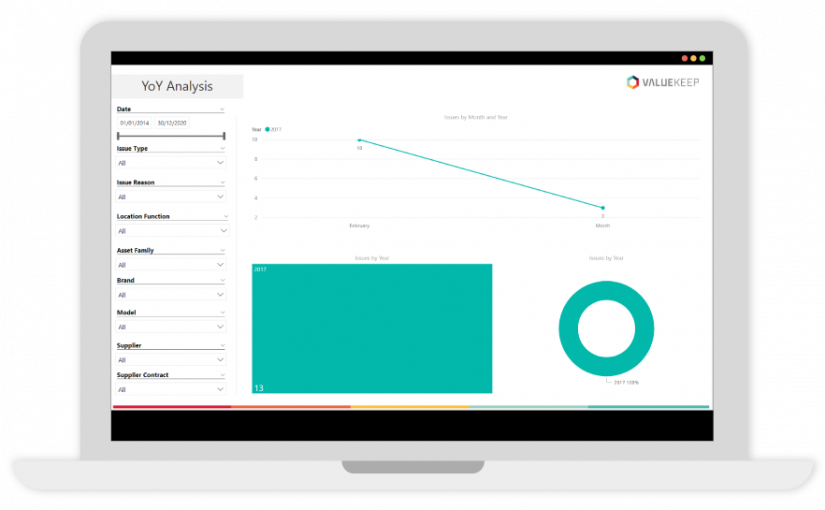 YoY Analysis
VALUEKEEP
Date
01/01/2014 30/12/2020
Issue Type
All
Issue Reason
All
Location Function
All
Asset Family
All
Brand
All
Model
All
Supplier
All
Supplier Contract
All
Issues by Month and Year
Year 2017
10
8
6
4
2
10
3
February
Month
Issues by Year
2017
13
Issues by Year
2017 100%